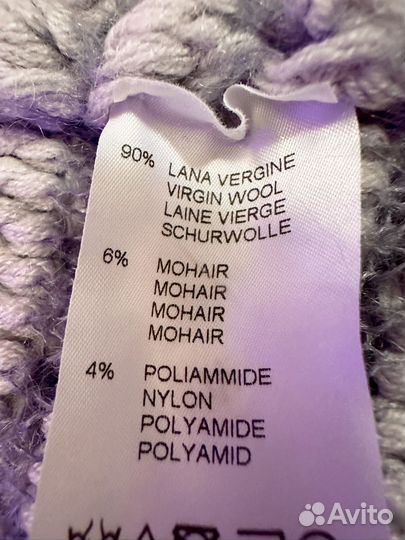 90% LANA VERGINE
VIRGIN WOOL
LAINE VIERGE
SCHURWOLLE
6% MOHAIR
MOHAIR
MOHAIR
MOHAIR
4% POLIAMMIDE
NYLON
POLYAMIDE
POLYAMID
Avito